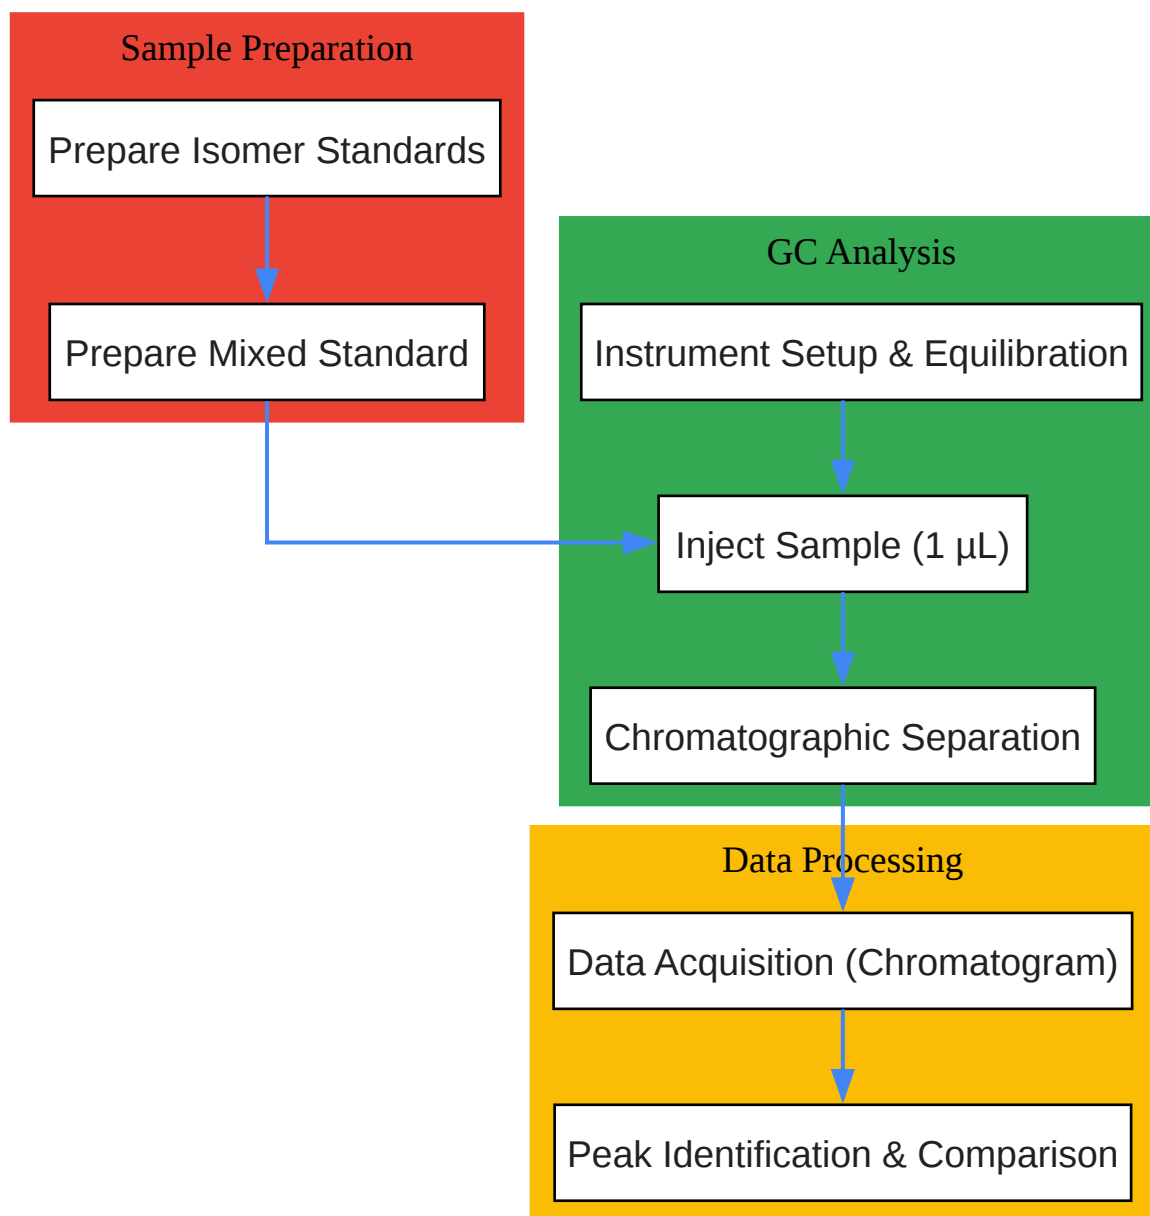 Sample Preparation
Prepare Isomer Standards
Prepare Mixed Standard
GC Analysis
Instrument Setup & Equilibration
Inject Sample (1 µL)
Chromatographic Separation
Data Processing
Data Acquisition (Chromatogram)
Peak Identification & Comparison